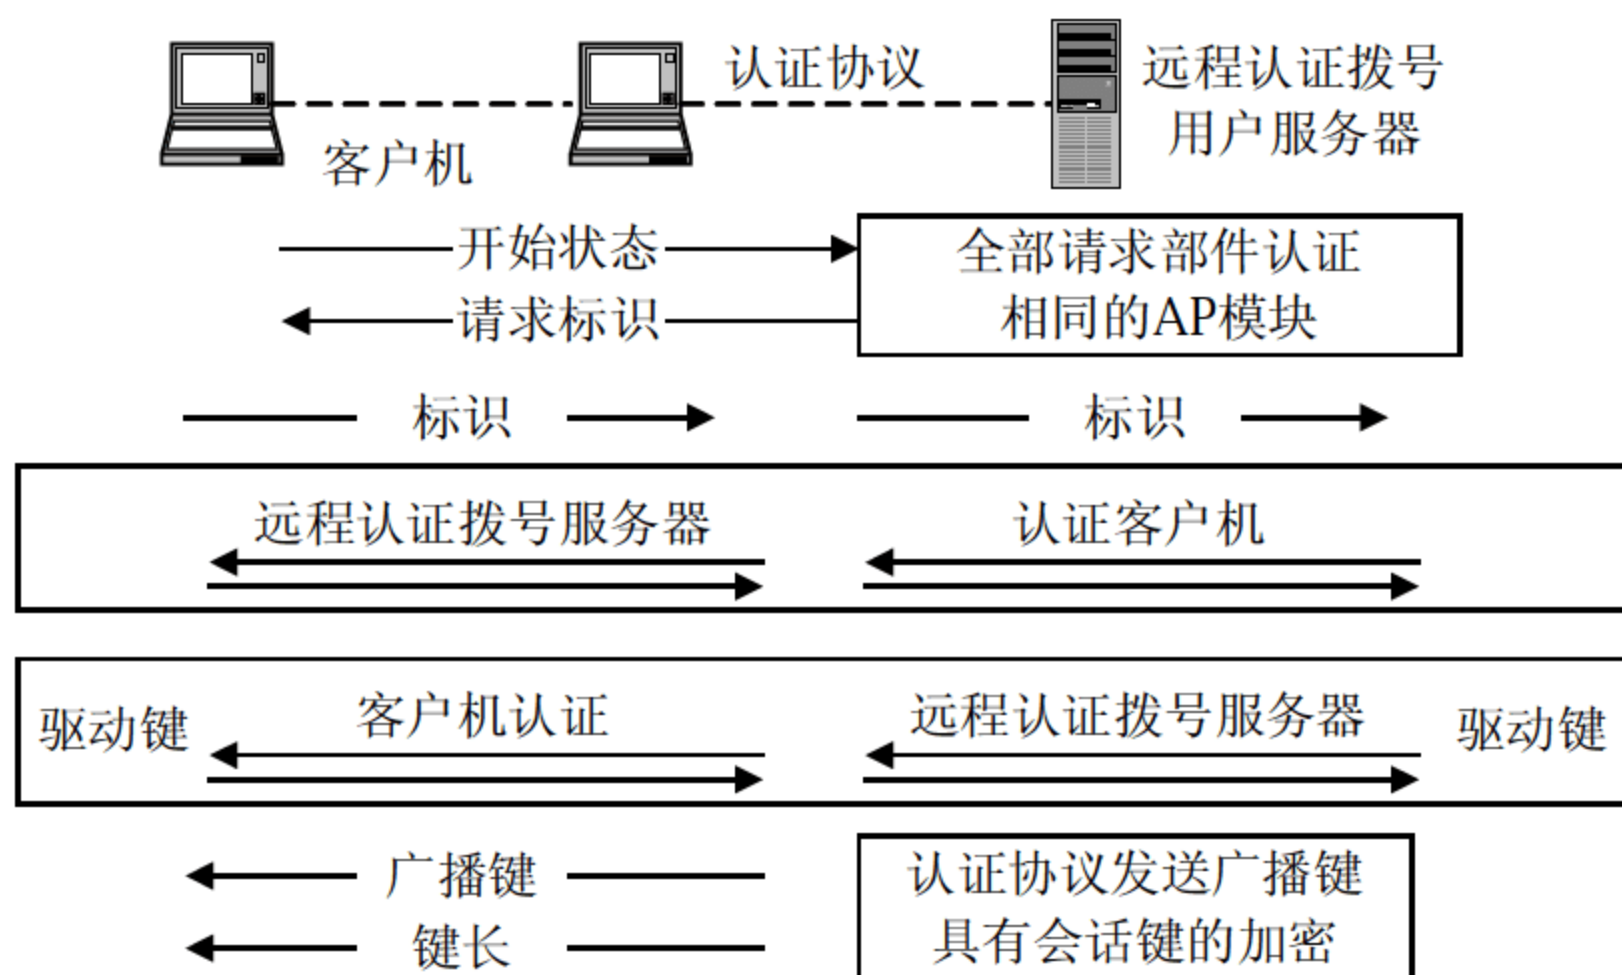 认证协议
远程认证拨号
用户服务器
客户机
开始状态
请求标识
全部请求部件认证
相同的AP模块
标识
标识
远程认证拨号服务器
认证客户机
驱动键
客户机认证
远程认证拨号服务器
驱动键
广播键
键长
认证协议发送广播键
具有会话键的加密